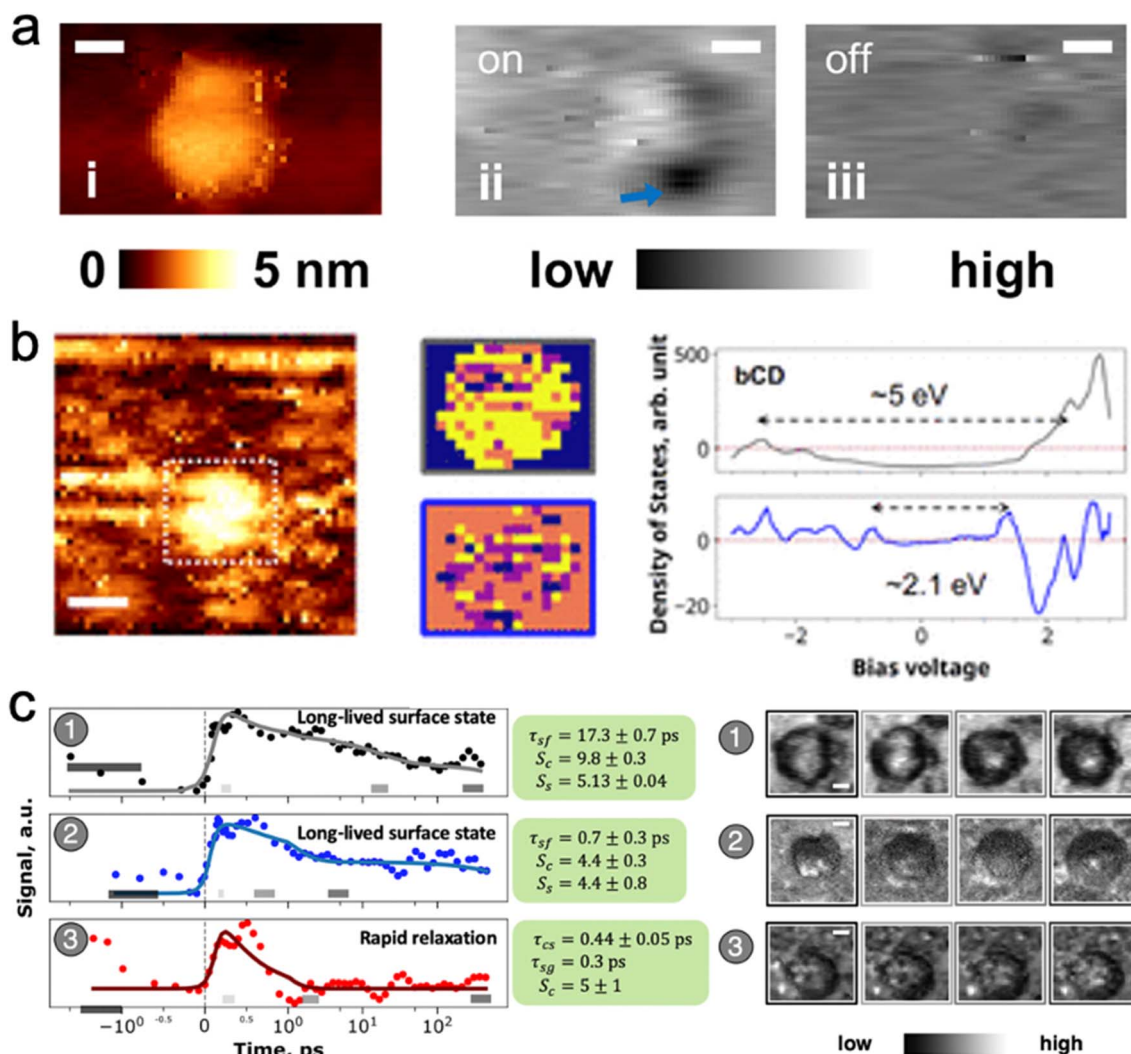 a
i
on
ii
off
iii
0 5 nm
low high
b
bCD
500
~5 eV
0
0
~2.1 eV
−20
−2 0 2
Density of States, arb. unit
Bias voltage
c
1
Long-lived surface state
τsf = 17.3 ± 0.7 ps
Sc = 9.8 ± 0.3
Ss = 5.13 ± 0.04
1
2
Long-lived surface state
τsf = 0.7 ± 0.3 ps
Sc = 4.4 ± 0.3
Ss = 4.4 ± 0.8
2
3
Rapid relaxation
τcs = 0.44 ± 0.05 ps
τsg = 0.3 ps
Sc = 5 ± 1
3
Signal, a.u.
−10⁰ -0.5 0 0.5 10⁰ 10¹ 10²
Time, ps
low high